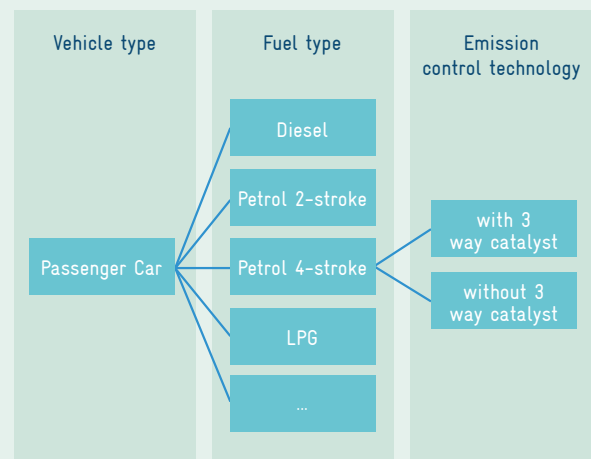 Vehicle type
Fuel type
Emission
control technology
Diesel
Petrol 2-stroke
with 3
way catalyst
Passenger Car
Petrol 4-stroke
without 3
way catalyst
LPG
...